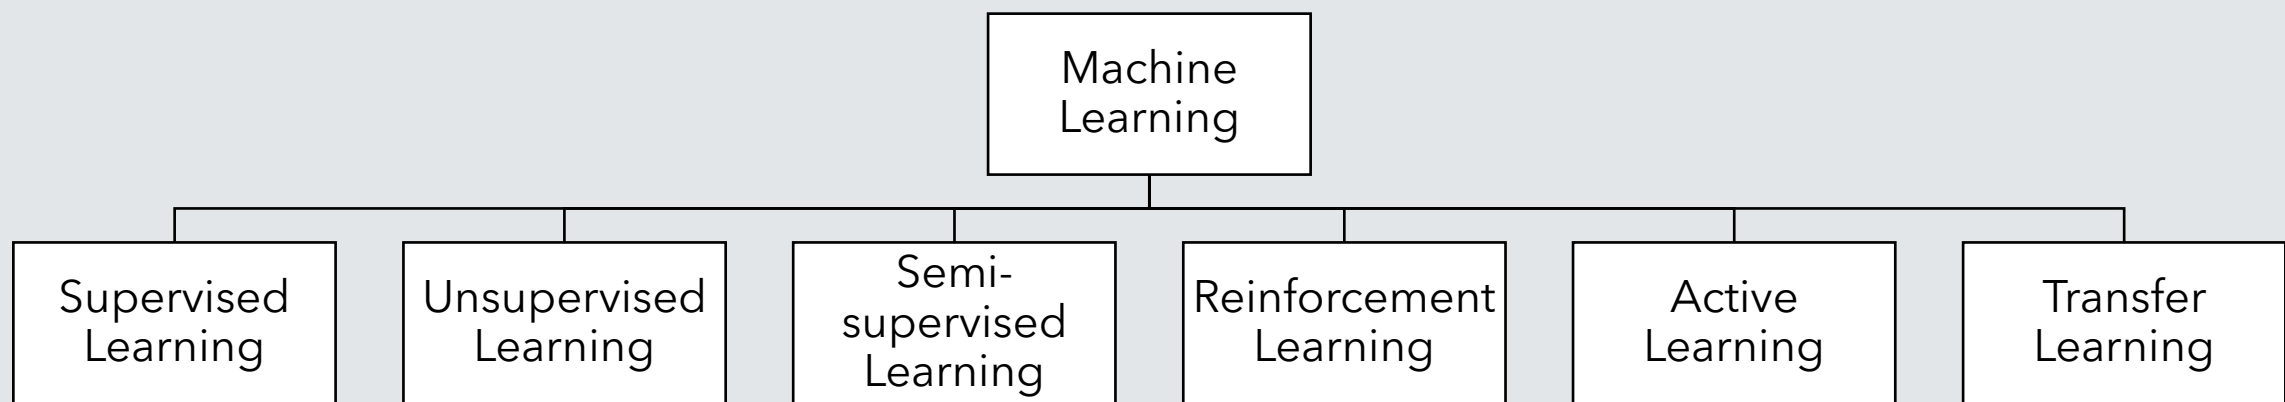 Machine
Learning
Supervised
Learning
Unsupervised
Learning
Semi-
supervised
Learning
Reinforcement
Learning
Active
Learning
Transfer
Learning